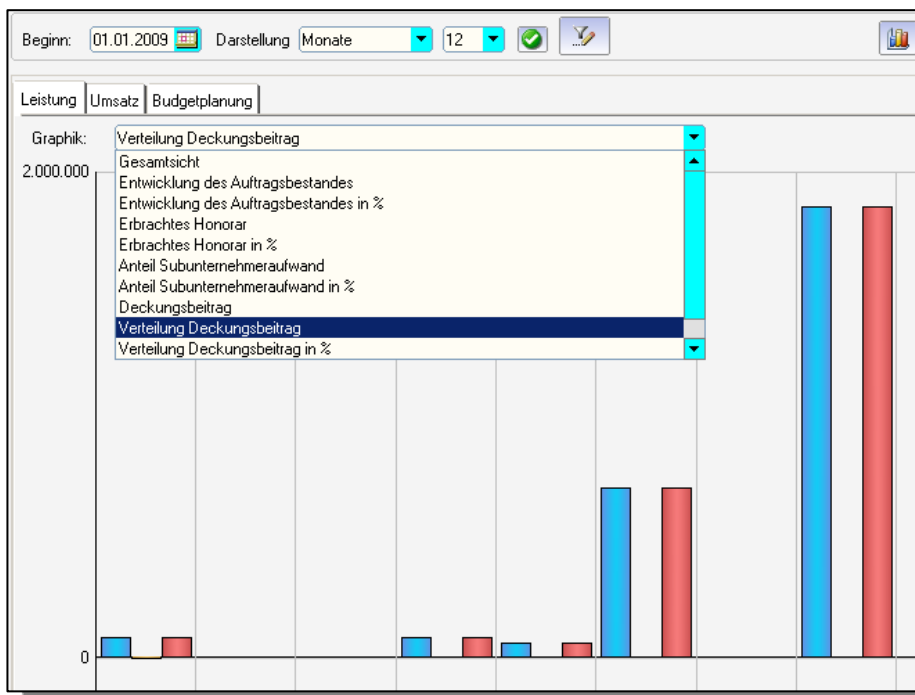 Beginn: 01.01.2009 Darstellung Monate 12
Leistung Umsatz Budgetplanung
Graphik: Verteilung Deckungsbeitrag
2.000.000
Gesamtsicht
Entwicklung des Auftragsbestandes
Entwicklung des Auftragsbestandes in %
Erbrachtes Honorar
Erbrachtes Honorar in %
Anteil Subunternehmeraufwand
Anteil Subunternehmeraufwand in %
Deckungsbeitrag
Verteilung Deckungsbeitrag
Verteilung Deckungsbeitrag in %
0